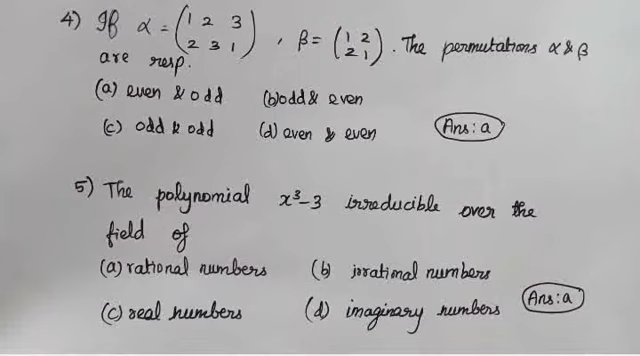 4) If α = (1 2 3 , β = (1 2 . The permutations α & β
2 3 1) 2 1)
are resp.
(a) even & odd (b) odd & even
(c) odd & odd (d) even & even Ans: a
5) The polynomial x³-3 irreducible over the
field of
(a) rational numbers (b) irrational numbers
(c) real numbers (d) imaginary numbers Ans: a